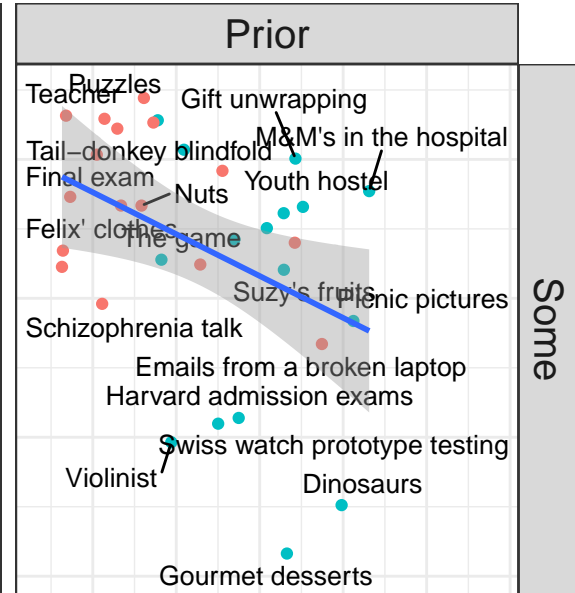 Prior
Puzzles
Teacher
Gift unwrapping
M&M's in the hospital
Tail−donkey blindfold
Final exam
Youth hostel
Nuts
Felix' clothes
The game
Suzy's fruits
Picnic pictures
Some
Schizophrenia talk
Emails from a broken laptop
Harvard admission exams
Swiss watch prototype testing
Violinist
Dinosaurs
Gourmet desserts